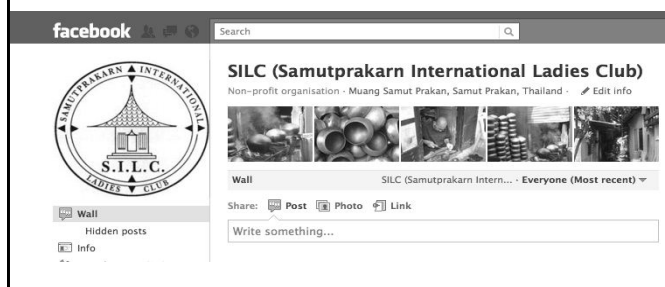 facebook
Search
SAMUTPRAKARN INTERNATIONAL
S.I.L.C.
LADIES CLUB
SILC (Samutprakarn International Ladies Club)
Non-profit organisation · Muang Samut Prakan, Samut Prakan, Thailand · Edit info
Wall
SILC (Samutprakarn Intern... · Everyone (Most recent)
Share: Post Photo Link
Write something...
Wall
Hidden posts
Info